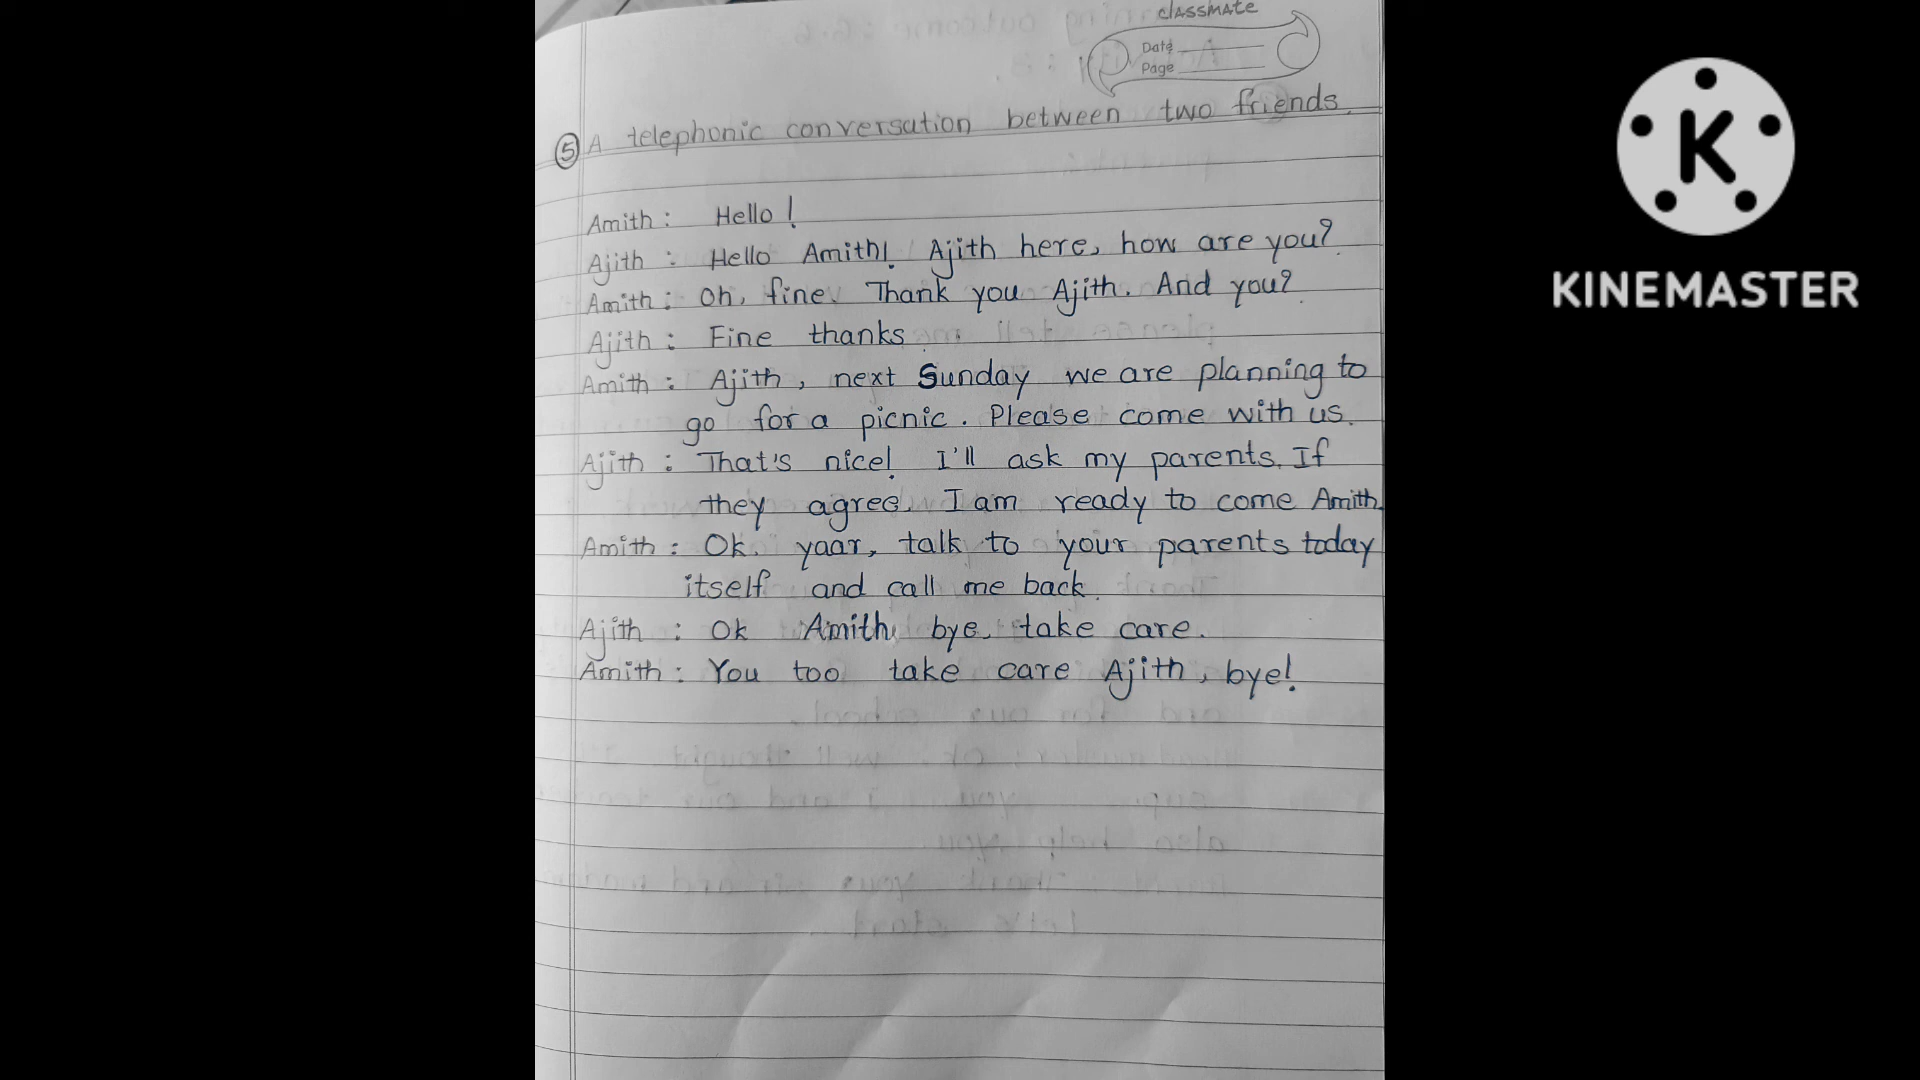 classmate
Date
Page
5 A telephonic conversation between two friends.
Amith: Hello!
Ajith: Hello Amith! Ajith here, how are you?
Amith: Oh, fine. Thank you Ajith. And you?
Ajith: Fine thanks.
Amith: Ajith, next Sunday we are planning to
go for a picnic. Please come with us.
Ajith: That's nice! I'll ask my parents. If
they agree. I am ready to come Amith.
Amith: Ok. yaar, talk to your parents today
itself and call me back.
Ajith: Ok Amith, bye, take care.
Amith: You too take care Ajith, bye!
K
KINEMASTER